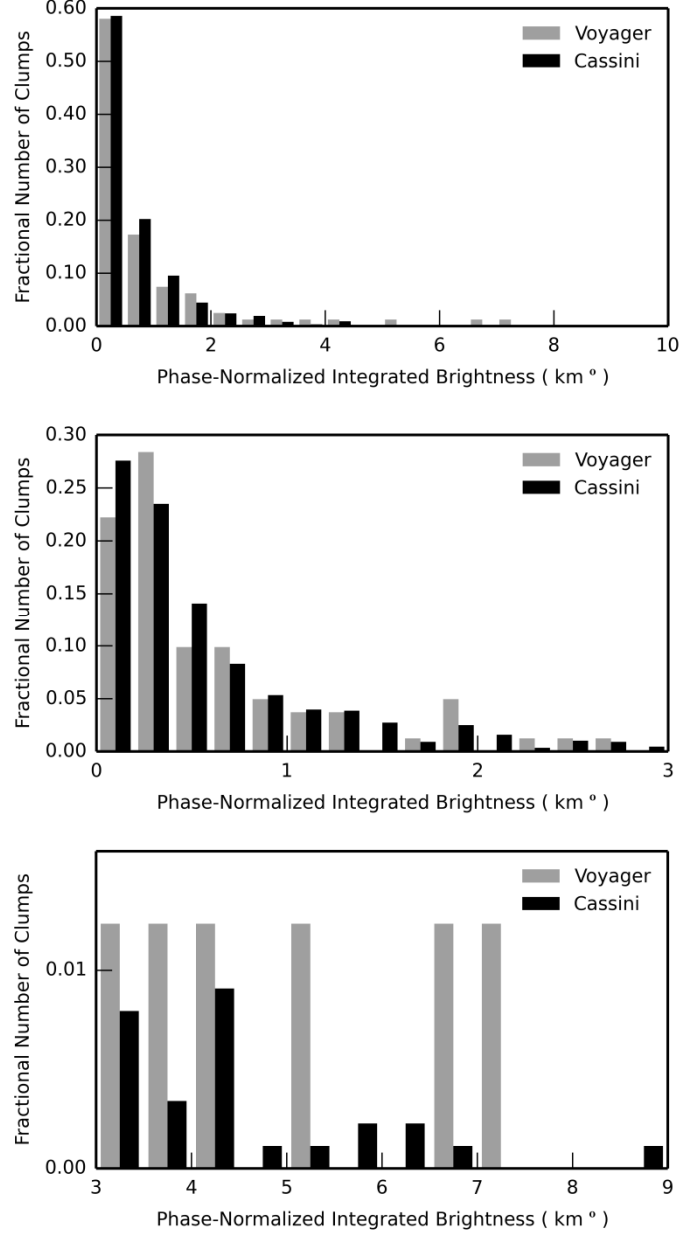 0.60
0.50
0.40
0.30
0.20
0.10
0.00
Fractional Number of Clumps
Voyager
Cassini
0 2 4 6 8 10
Phase-Normalized Integrated Brightness ( km º )
0.30
0.25
0.20
0.15
0.10
0.05
0.00
Fractional Number of Clumps
Voyager
Cassini
0 1 2 3
Phase-Normalized Integrated Brightness ( km º )
0.01
0.00
Fractional Number of Clumps
Voyager
Cassini
3 4 5 6 7 8 9
Phase-Normalized Integrated Brightness ( km º )